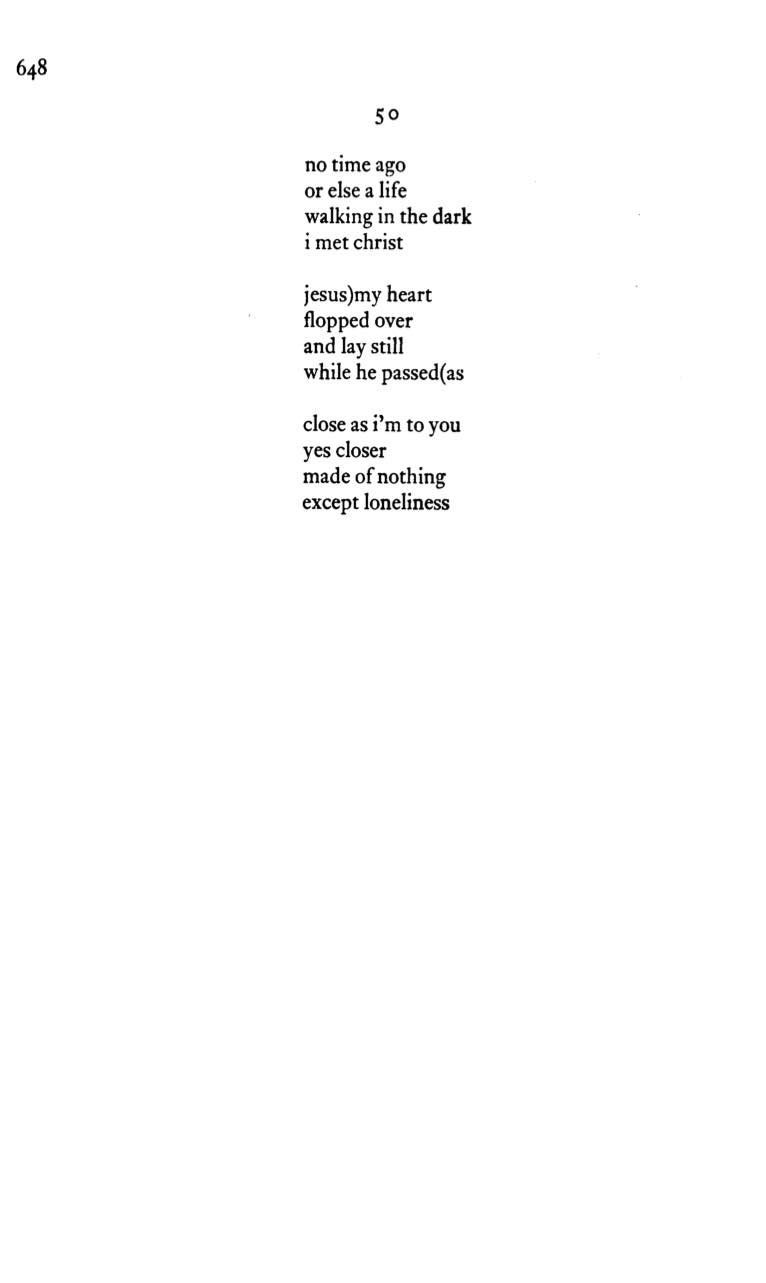 648
50
no time ago
or else a life
walking in the dark
i met christ
jesus)my heart
flopped over
and lay still
while he passed(as
close as i'm to you
yes closer
made of nothing
except loneliness